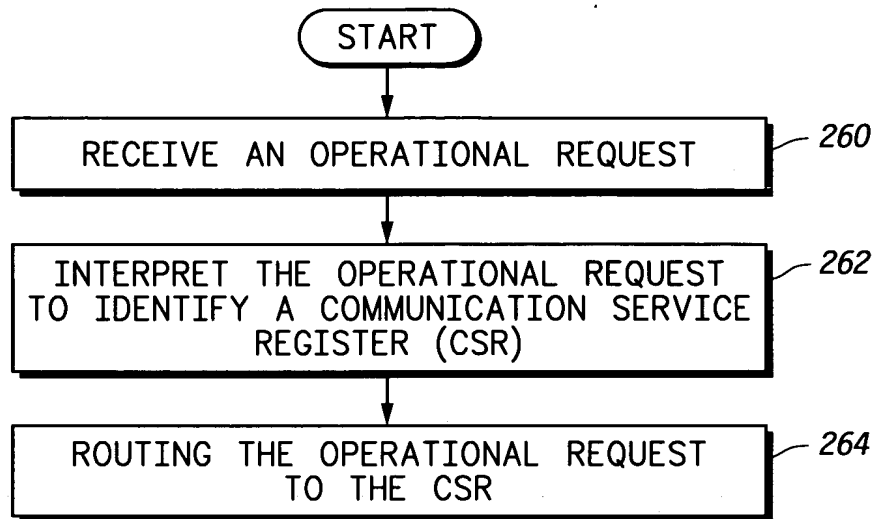 START
RECEIVE AN OPERATIONAL REQUEST
260
INTERPRET THE OPERATIONAL REQUEST
TO IDENTIFY A COMMUNICATION SERVICE
REGISTER (CSR)
262
ROUTING THE OPERATIONAL REQUEST
TO THE CSR
264